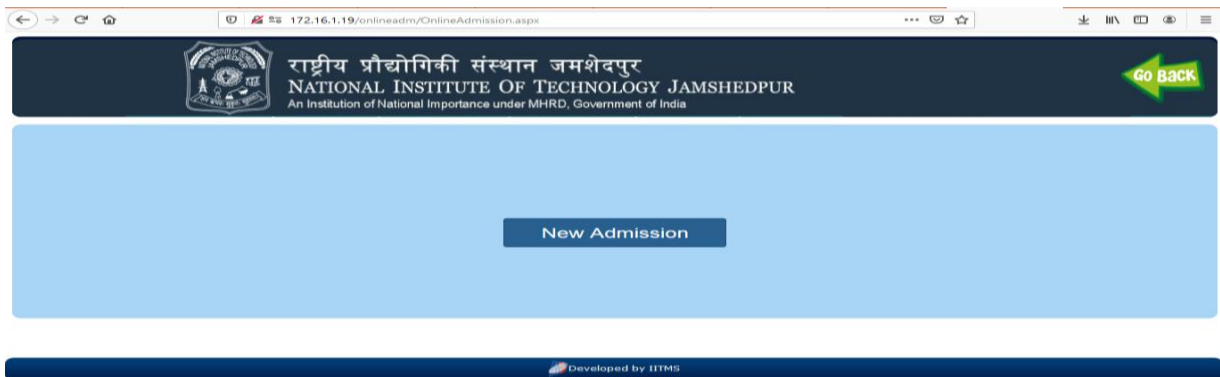 172.16.1.19/onlineadm/OnlineAdmission.aspx
राष्ट्रीय प्रौद्योगिकी संस्थान जमशेदपुर
NATIONAL INSTITUTE OF TECHNOLOGY JAMSHEDPUR
An Institution of National Importance under MHRD, Government of India
GO BACK
New Admission
Developed by IITMS